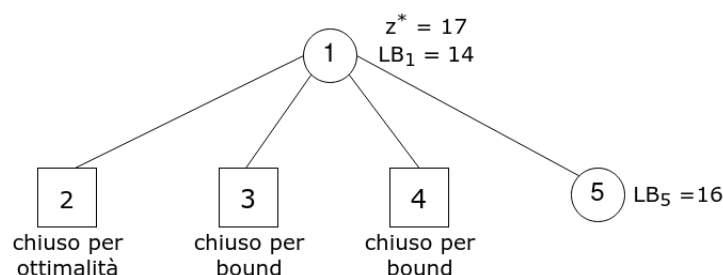 1
z* = 17
LB1 = 14
2
3
4
5
LB5 =16
chiuso per
ottimalità
chiuso per
bound
chiuso per
bound